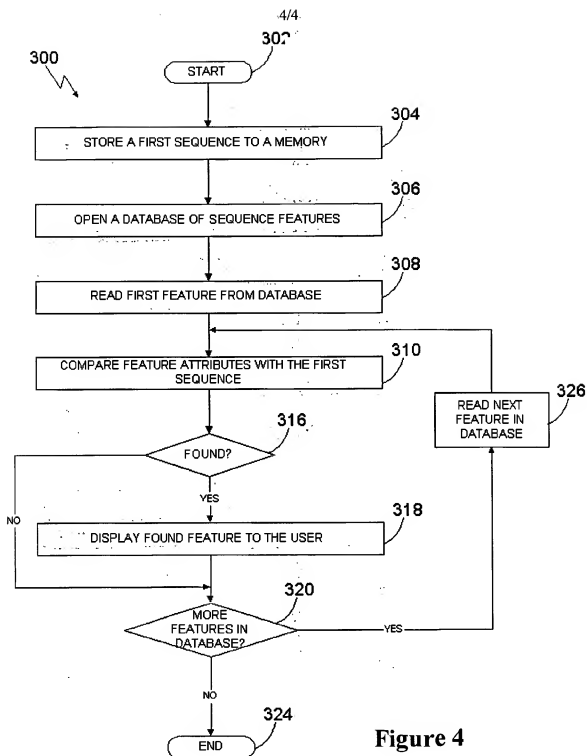 4/4
302
300
START
304
STORE A FIRST SEQUENCE TO A MEMORY
306
OPEN A DATABASE OF SEQUENCE FEATURES
308
READ FIRST FEATURE FROM DATABASE
310
COMPARE FEATURE ATTRIBUTES WITH THE FIRST
SEQUENCE
326
READ NEXT
FEATURE IN
DATABASE
316
FOUND?
NO
YES
318
DISPLAY FOUND FEATURE TO THE USER
320
MORE
FEATURES IN
DATABASE?
YES
NO
324
END
Figure 4